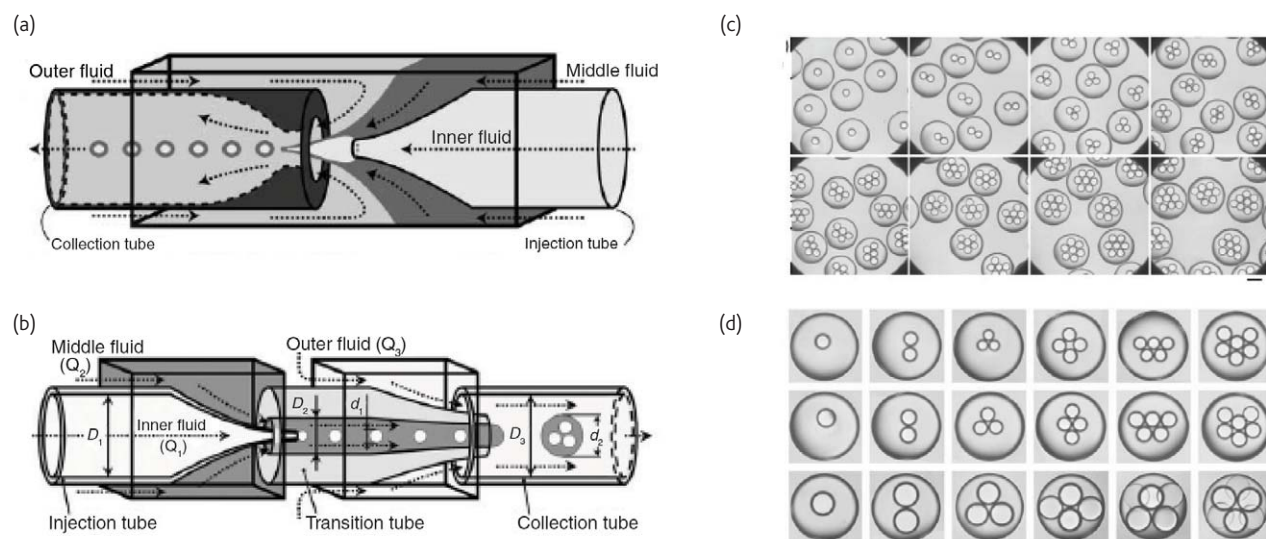 (a)
Outer fluid
Middle fluid
Inner fluid
Collection tube
Injection tube
(b)
Middle fluid
(Q2)
Outer fluid (Q3)
D1
Inner fluid
(Q1)
D2
d1
D3
d2
Injection tube
Transition tube
Collection tube
(c)
(d)